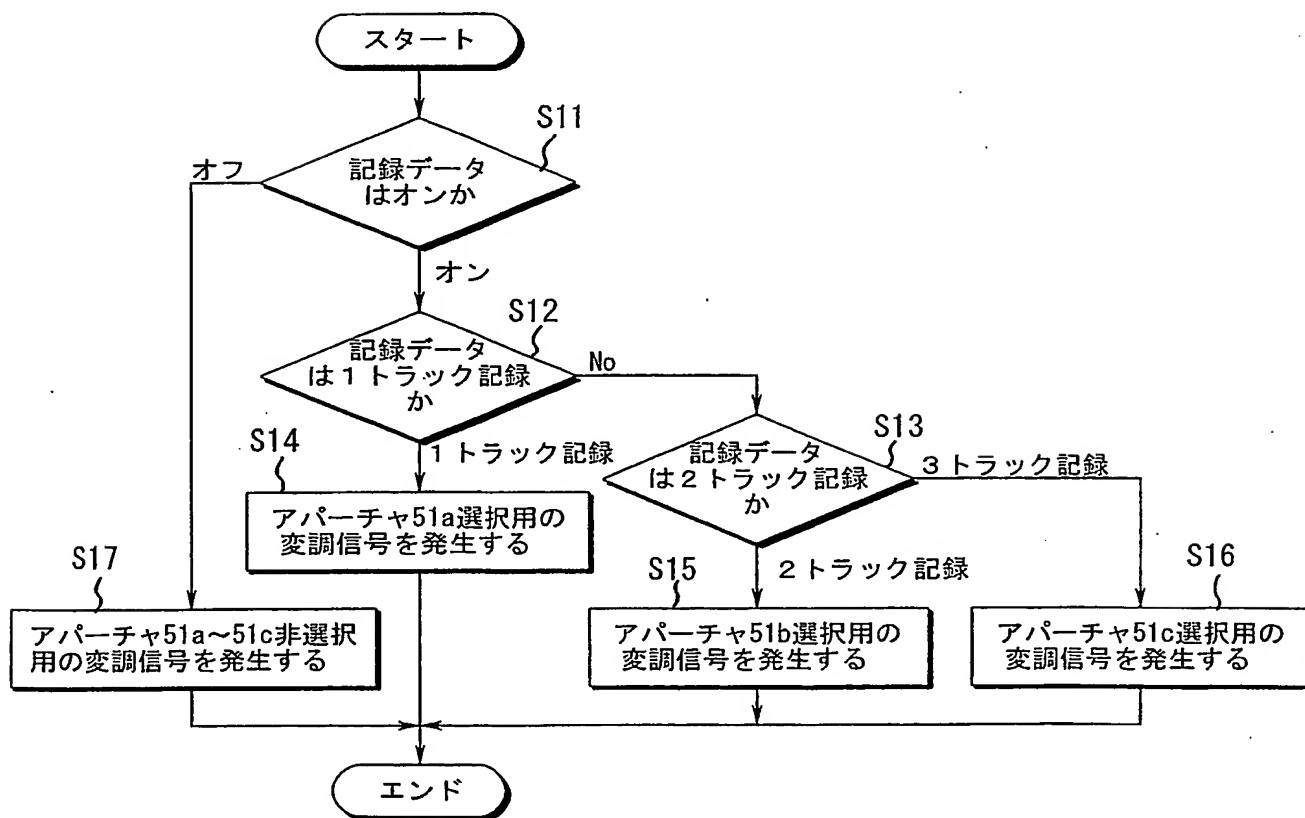 スタート
S11
記録データ
はオンか
オフ
オン
S12
記録データ
は1トラック記録
か
No
S13
記録データ
は2トラック記録
か
S14
1トラック記録
3トラック記録
アパーチャ51a選択用の
変調信号を発生する
2トラック記録
S17
S15
S16
アパーチャ51a～51c非選択
用の変調信号を発生する
アパーチャ51b選択用の
変調信号を発生する
アパーチャ51c選択用の
変調信号を発生する
エンド